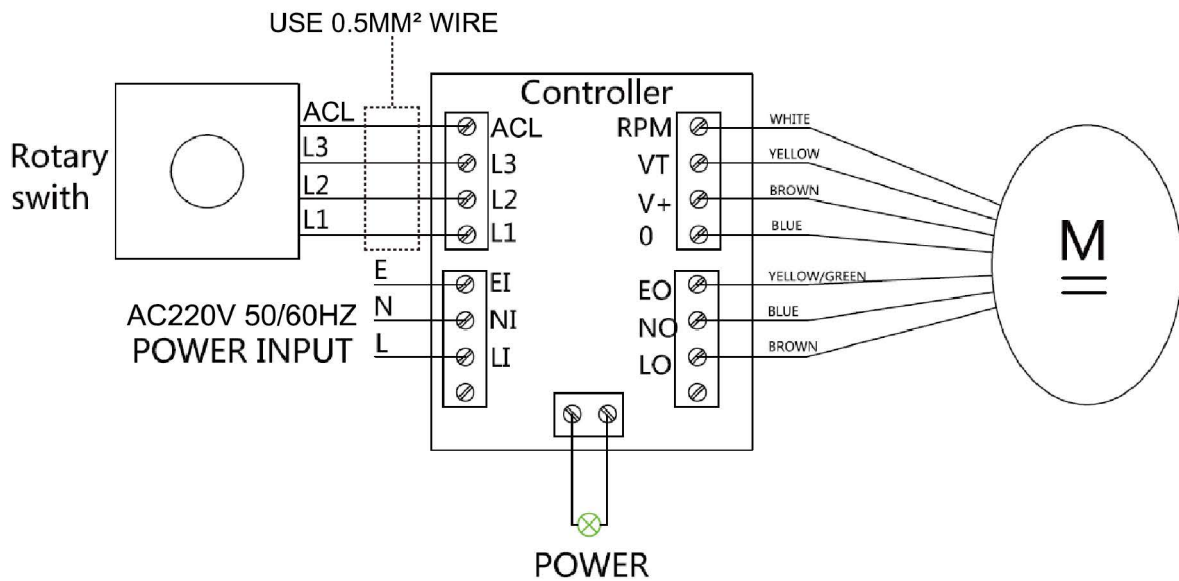 USE 0.5MM² WIRE
Rotary
swith
ACL
L3
L2
L1
Controller
ACL
L3
L2
L1
RPM
VT
V+
0
WHITE
YELLOW
BROWN
BLUE
M
AC220V 50/60HZ
POWER INPUT
E
N
L
EI
NI
LI
EO
NO
LO
YELLOW/GREEN
BLUE
BROWN
POWER